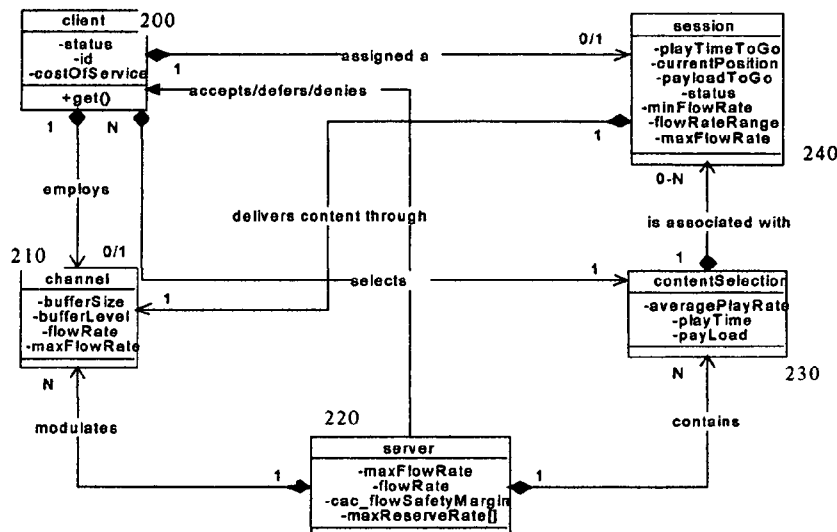 client
200
-status
-id
-costOfService
+get()
1
assigned a
0/1
session
-playTimeToGo
-currentPosition
-payloadToGo
-status
-minFlowRate
-flowRateRange
-maxFlowRate
240
accepts/defers/denies
1
N
1
employs
0/1
delivers content through
0-N
is associated with
1
210
channel
-bufferSize
-bufferLevel
-flowRate
-maxFlowRate
1
selects
1
contentSelection
-averagePlayRate
-playTime
-payLoad
230
N
modulates
1
220
server
-maxFlowRate
-flowRate
-cac_flowSafetyMargin
-maxReserveRate[]
1
contains
N